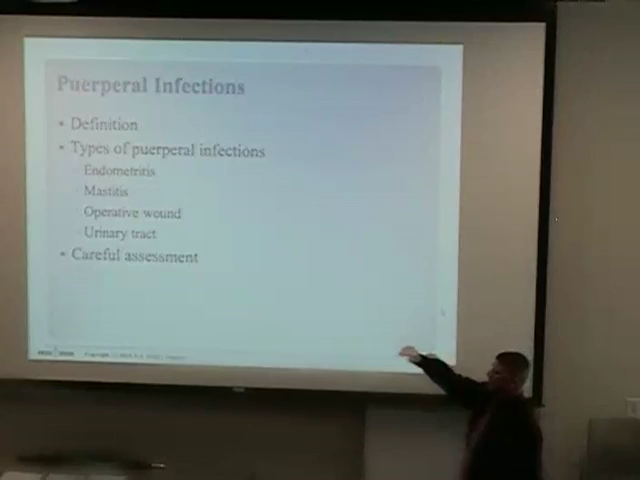 Puerperal Infections
• Definition
• Types of puerperal infections
Endometritis
Mastitis
Operative wound
Urinary tract
• Careful assessment